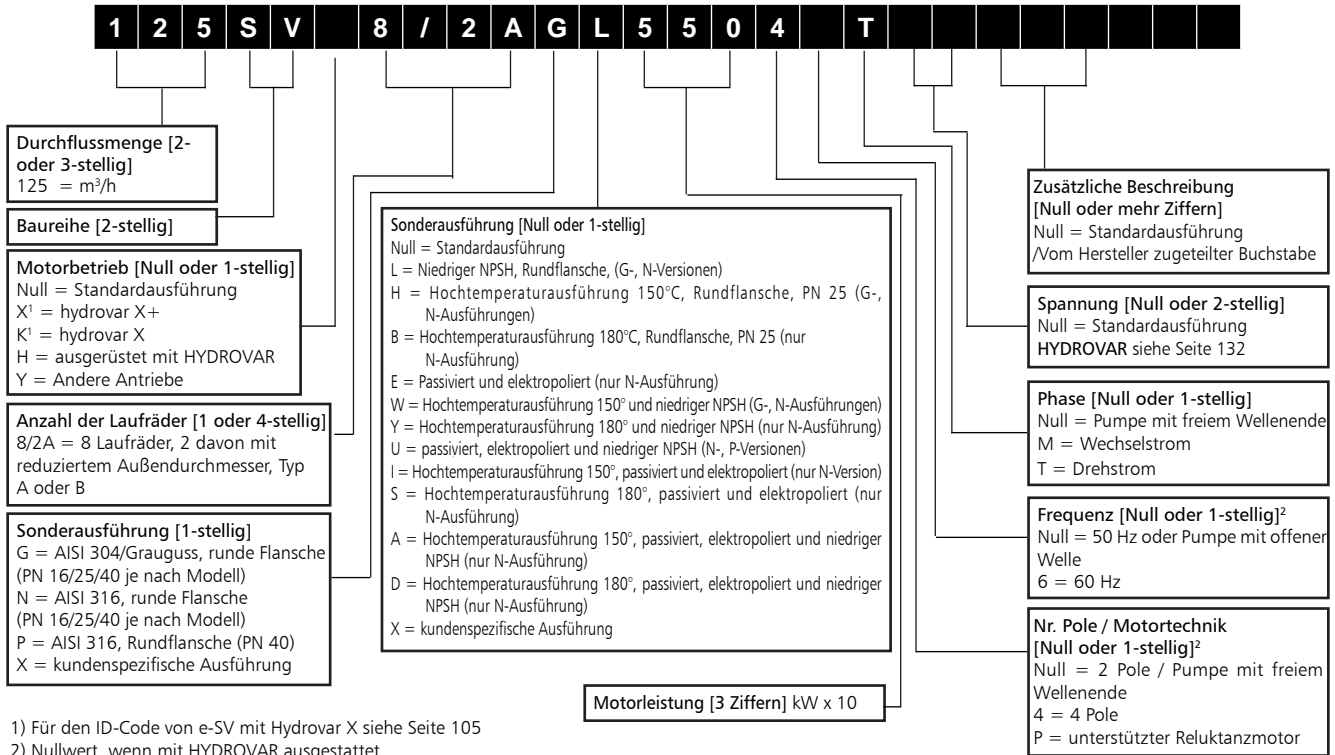 125SV 8/2AGL5504 T
Durchflussmenge [2-
oder 3-stellig]
125 = m³/h
Baureihe [2-stellig]
Motorbetrieb [Null oder 1-stellig]
Null = Standardausführung
X¹ = hydrovar X+
K¹ = hydrovar X
H = ausgerüstet mit HYDROVAR
Y = Andere Antriebe
Anzahl der Laufräder [1 oder 4-stellig]
8/2A = 8 Laufräder, 2 davon mit
reduziertem Außendurchmesser, Typ
A oder B
Sonderausführung [1-stellig]
G = AISI 304/Grauguss, runde Flansche
(PN 16/25/40 je nach Modell)
N = AISI 316, runde Flansche
(PN 16/25/40 je nach Modell)
P = AISI 316, Rundflansche (PN 40)
X = kundenspezifische Ausführung
Sonderausführung [Null oder 1-stellig]
Null = Standardausführung
L = Niedriger NPSH, Rundflansche, (G-, N-Versionen)
H = Hochtemperaturausführung 150°C, Rundflansche, PN 25 (G-,
N-Ausführungen)
B = Hochtemperaturausführung 180°C, Rundflansche, PN 25 (nur
N-Ausführung)
E = Passiviert und elektropoliert (nur N-Ausführung)
W = Hochtemperaturausführung 150° und niedriger NPSH (G-, N-Ausführungen)
Y = Hochtemperaturausführung 180° und niedriger NPSH (nur N-Ausführung)
U = passiviert, elektropoliert und niedriger NPSH (N-, P-Versionen)
I = Hochtemperaturausführung 150°, passiviert und elektropoliert (nur N-Version)
S = Hochtemperaturausführung 180°, passiviert und elektropoliert (nur
N-Ausführung)
A = Hochtemperaturausführung 150°, passiviert, elektropoliert und niedriger
NPSH (nur N-Ausführung)
D = Hochtemperaturausführung 180°, passiviert, elektropoliert und niedriger
NPSH (nur N-Ausführung)
X = kundenspezifische Ausführung
Motorleistung [3 Ziffern] kW x 10
Zusätzliche Beschreibung
[Null oder mehr Ziffern]
Null = Standardausführung
/Vom Hersteller zugeteilter Buchstabe
Spannung [Null oder 2-stellig]
Null = Standardausführung
HYDROVAR siehe Seite 132
Phase [Null oder 1-stellig]
Null = Pumpe mit freiem Wellenende
M = Wechselstrom
T = Drehstrom
Frequenz [Null oder 1-stellig]²
Null = 50 Hz oder Pumpe mit offener
Welle
6 = 60 Hz
Nr. Pole / Motortechnik
[Null oder 1-stellig]²
Null = 2 Pole / Pumpe mit freiem
Wellenende
4 = 4 Pole
P = unterstützter Reluktanzmotor
1) Für den ID-Code von e-SV mit Hydrovar X siehe Seite 105
2) Nullwert, wenn mit HYDROVAR ausgestattet